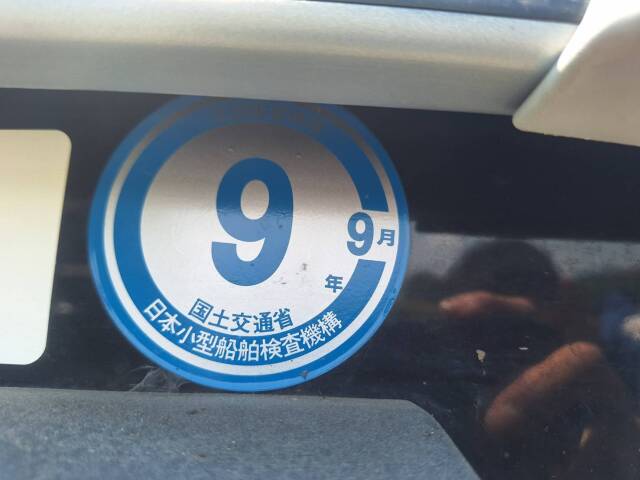 9
9月
年
国土交通省
日本小型船舶検査機構